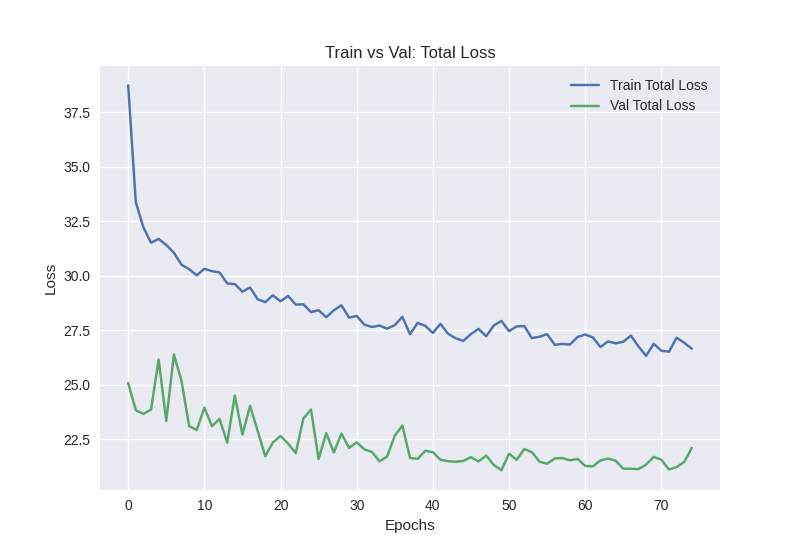 Train vs Val: Total Loss
Train Total Loss
Val Total Loss
37.5
35.0
32.5
30.0
27.5
25.0
22.5
Loss
0 10 20 30 40 50 60 70
Epochs